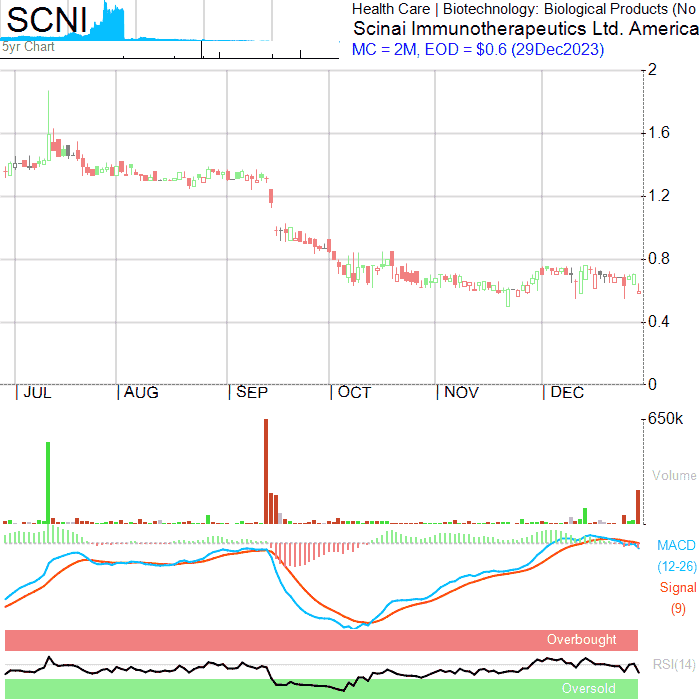 SCNI
5yr Chart
Health Care | Biotechnology: Biological Products (No
Scinai Immunotherapeutics Ltd. America
MC = 2M, EOD = $0.6 (29Dec2023)
2
1.6
1.2
0.8
0.4
0
JUL AUG SEP OCT NOV DEC
650k
Volume
MACD
(12-26)
Signal
(9)
Overbought
RSI(14)
Oversold